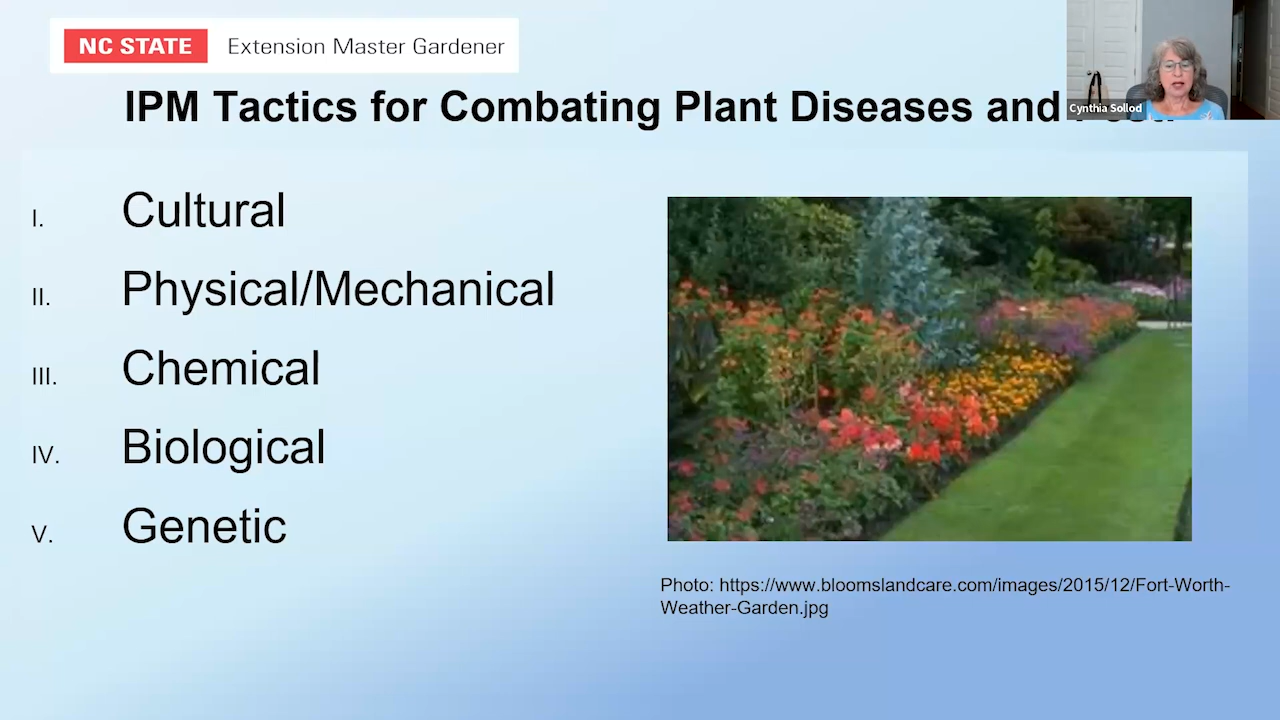 NC STATE Extension Master Gardener
IPM Tactics for Combating Plant Diseases and
Cynthia Sollod
I. Cultural
II. Physical/Mechanical
III. Chemical
IV. Biological
V. Genetic
Photo: https://www.bloomslandcare.com/images/2015/12/Fort-Worth-
Weather-Garden.jpg